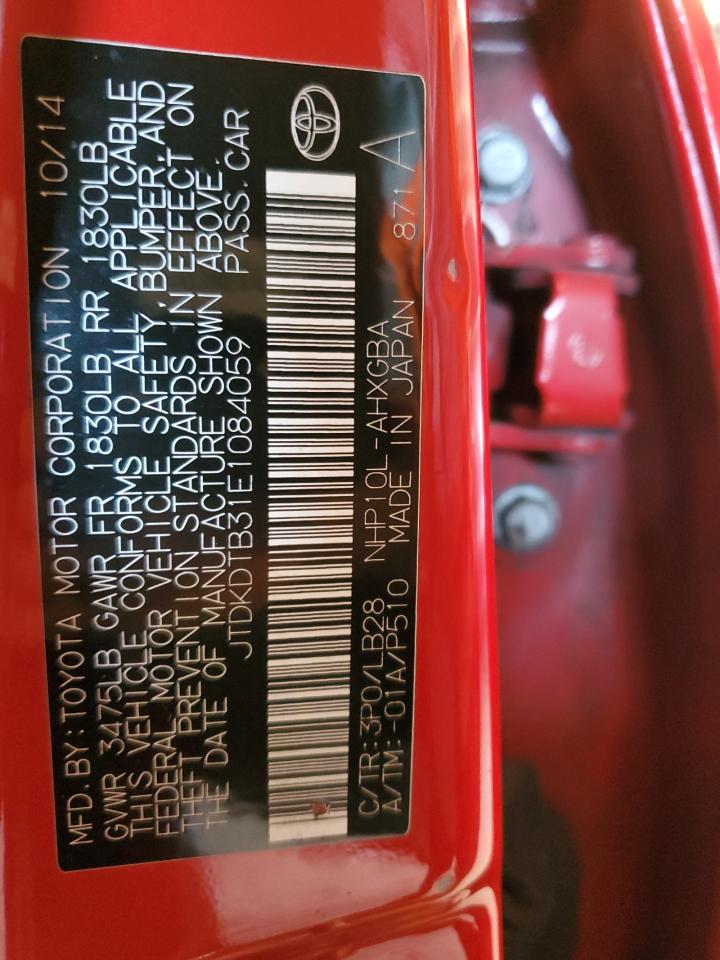 MFD. BY: TOYOTA MOTOR CORPORATION 10/14
GVWR 3475LB GAWR FR 1830LB RR 1830LB
THIS VEHICLE CONFORMS TO ALL APPLICABLE
FEDERAL MOTOR VEHICLE SAFETY, BUMPER, AND
THEFT PREVENTION STANDARDS IN EFFECT ON
THE DATE OF MANUFACTURE SHOWN ABOVE.
JTDKDTB31E1084059 PASS. CAR
C/TR: 3P0/LB28 NHP10L-AHXGBA
A/TM: -01A/P510 MADE IN JAPAN 871 A